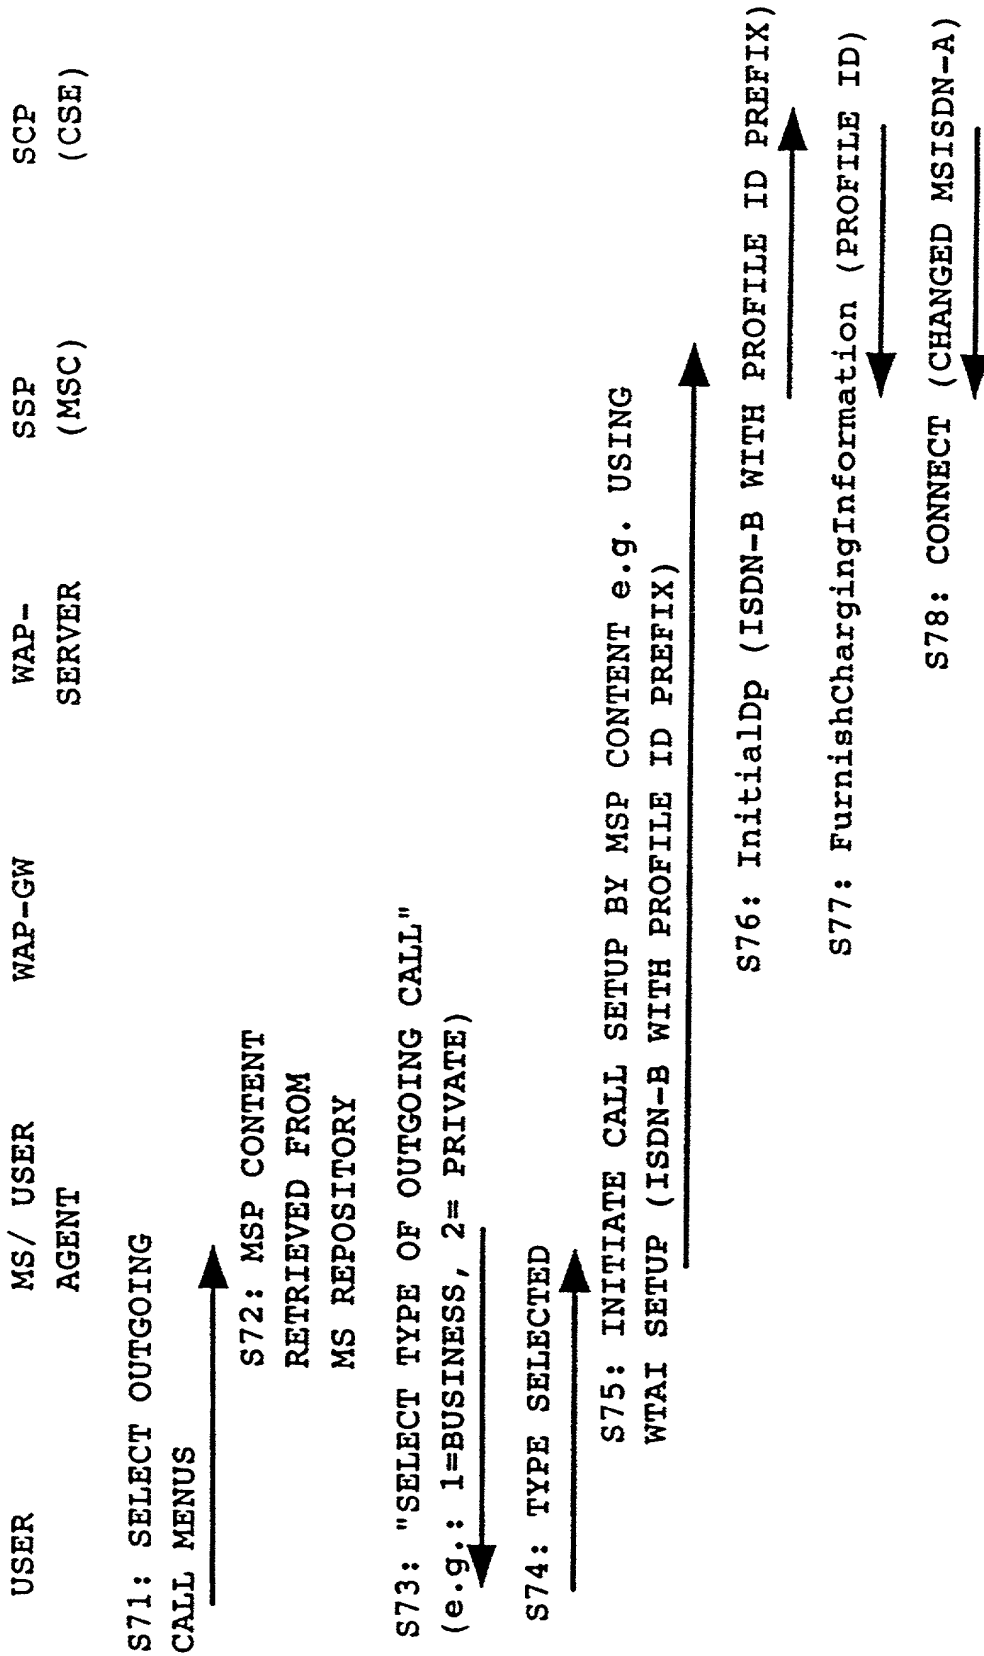 USER
MS/ USER
AGENT
WAP-GW
WAP-
SERVER
SSP
(MSC)
SCP
(CSE)
S71: SELECT OUTGOING
CALL MENUS
S72: MSP CONTENT
RETRIEVED FROM
MS REPOSITORY
S73: "SELECT TYPE OF OUTGOING CALL"
(e.g.: 1=BUSINESS, 2= PRIVATE)
S74: TYPE SELECTED
S75: INITIATE CALL SETUP BY MSP CONTENT e.g. USING
WTAI SETUP (ISDN-B WITH PROFILE ID PREFIX)
S76: InitialDp (ISDN-B WITH PROFILE ID PREFIX)
S77: FurnishChargingInformation (PROFILE ID)
S78: CONNECT (CHANGED MSISDN-A)